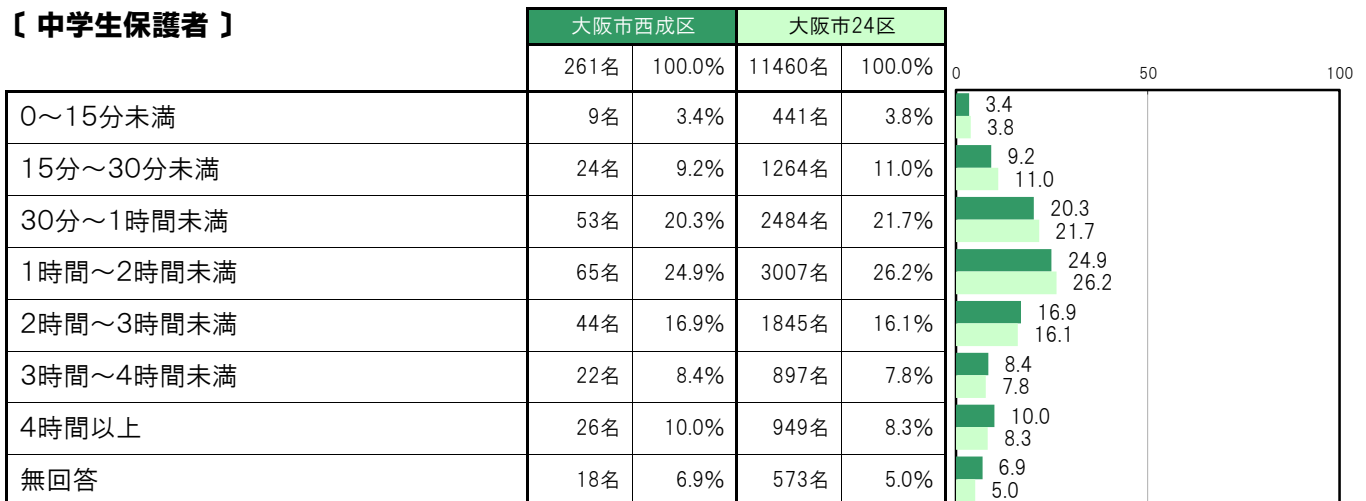 〔 中学生保護者 〕
大阪市西成区 大阪市24区
261名 100.0% 11460名 100.0%
0 50 100
0～15分未満 9名 3.4% 441名 3.8% 3.4
3.8
15分～30分未満 24名 9.2% 1264名 11.0% 9.2
11.0
30分～1時間未満 53名 20.3% 2484名 21.7% 20.3
21.7
1時間～2時間未満 65名 24.9% 3007名 26.2% 24.9
26.2
2時間～3時間未満 44名 16.9% 1845名 16.1% 16.9
16.1
3時間～4時間未満 22名 8.4% 897名 7.8% 8.4
7.8
4時間以上 26名 10.0% 949名 8.3% 10.0
8.3
無回答 18名 6.9% 573名 5.0% 6.9
5.0